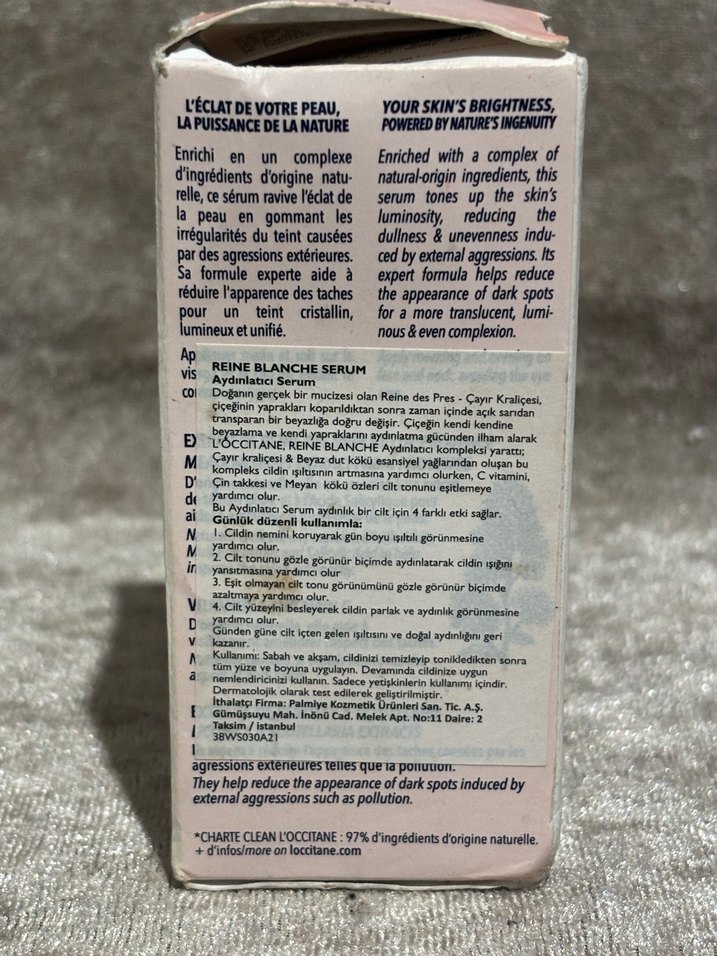 L'ÉCLAT DE VOTRE PEAU,
LA PUISSANCE DE LA NATURE
Enrichi en un complexe
d'ingrédients d'origine natu-
relle, ce sérum ravive l'éclat de
la peau en gommant les
irrégularités du teint causées
par des agressions extérieures.
Sa formule experte aide à
réduire l'apparence des taches
pour un teint cristallin,
lumineux et unifié.
YOUR SKIN'S BRIGHTNESS,
POWERED BY NATURE'S INGENUITY
Enriched with a complex of
natural-origin ingredients, this
serum tones up the skin's
luminosity, reducing the
dullness & unevenness indu-
ced by external aggressions. Its
expert formula helps reduce
the appearance of dark spots
for a more translucent, lumi-
nous & even complexion.
REINE BLANCHE SERUM
Aydınlatıcı Serum
Doğanın gerçek bir mucizesi olan Reine des Pres - Çayır Kraliçesi,
çiçeğinin yaprakları koparıldıktan sonra zaman içinde açık sarıdan
transparan bir beyazlığa doğru değişir. Çiçeğin kendi kendine
beyazlama ve kendi yapraklarını aydınlatma gücünden ilham alarak
L'OCCITANE, REINE BLANCHE Aydınlatıcı kompleksi yarattı;
Çayır kraliçesi & Beyaz dut kökü esansiyel yağlarından oluşan bu
kompleks cildin ışıltısının artmasına yardımcı olurken, C vitamini,
Çin takkesi ve Meyan kökü özleri cilt tonunu eşitlemeye
yardımcı olur.
Bu Aydınlatıcı Serum aydınlık bir cilt için 4 farklı etki sağlar.
Günlük düzenli kullanımla:
1. Cildin nemini koruyarak gün boyu ışıltılı görünmesine
yardımcı olur.
2. Cilt tonunu gözle görünür biçimde aydınlatarak cildin ışığını
yansıtmasına yardımcı olur
3. Eşit olmayan cilt tonu görünümünü gözle görünür biçimde
azaltmaya yardımcı olur.
4. Cilt yüzeyini besleyerek cildin parlak ve aydınlık görünmesine
yardımcı olur.
Günden güne cilt içten gelen ışıltısını ve doğal aydınlığını geri
kazanır.
Kullanımı: Sabah ve akşam, cildinizi temizleyip tonikledikten sonra
tüm yüze ve boyuna uygulayın. Devamında cildinize uygun
nemlendiricinizi kullanın. Sadece yetişkinlerin kullanımı içindir.
Dermatolojik olarak test edilerek geliştirilmiştir.
İthalatçı Firma: Palmiye Kozmetik Ürünleri San. Tic. A.Ş.
Gümüşsuyu Mah. İnönü Cad. Melek Apt. No:11 Daire: 2
Taksim / istanbul
38WS030A21
agressions extérieures telles que la pollution.
They help reduce the appearance of dark spots induced by
external aggressions such as pollution.
*CHARTE CLEAN L'OCCITANE : 97% d'ingrédients d'origine naturelle.
+ d'infos/more on loccitane.com